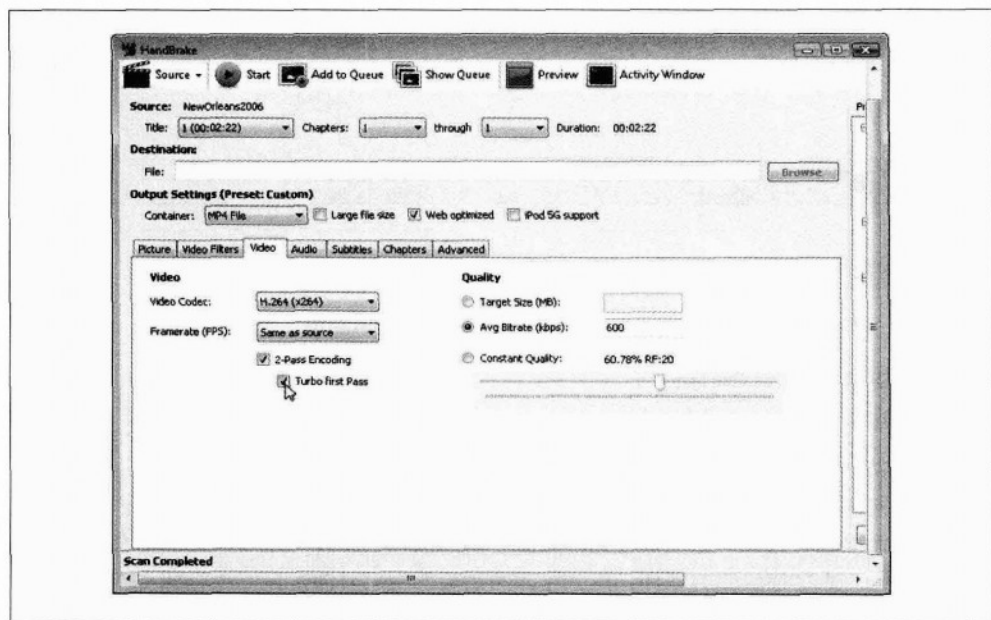 HandBrake
Source Start Add to Queue Show Queue Preview Activity Window
Source: NewOrleans2006
Title: 1 (00:02:22) Chapters: 1 through 1 Duration: 00:02:22
Destination:
File: Browse
Output Settings (Preset: Custom)
Container: MP4 File Large file size Web optimized iPod 5G support
Picture Video Filters Video Audio Subtitles Chapters Advanced
Video Quality
Video Codec: H.264 (x264) Target Size (MB):
Framerate (FPS): Same as source Avg Bitrate (kbps): 600
2-Pass Encoding Constant Quality: 60.78% RF:20
Turbo first Pass
Scan Completed